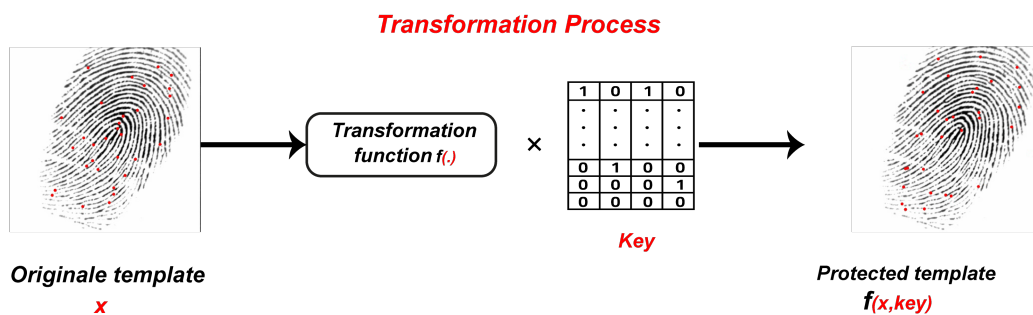 Transformation Process
Transformation
function f(.)
×
1 0 1 0
. . . .
. . . .
. . . .
0 1 0 0
0 0 0 1
0 0 0 0
Key
Originale template
x
Protected template
f(x,key)